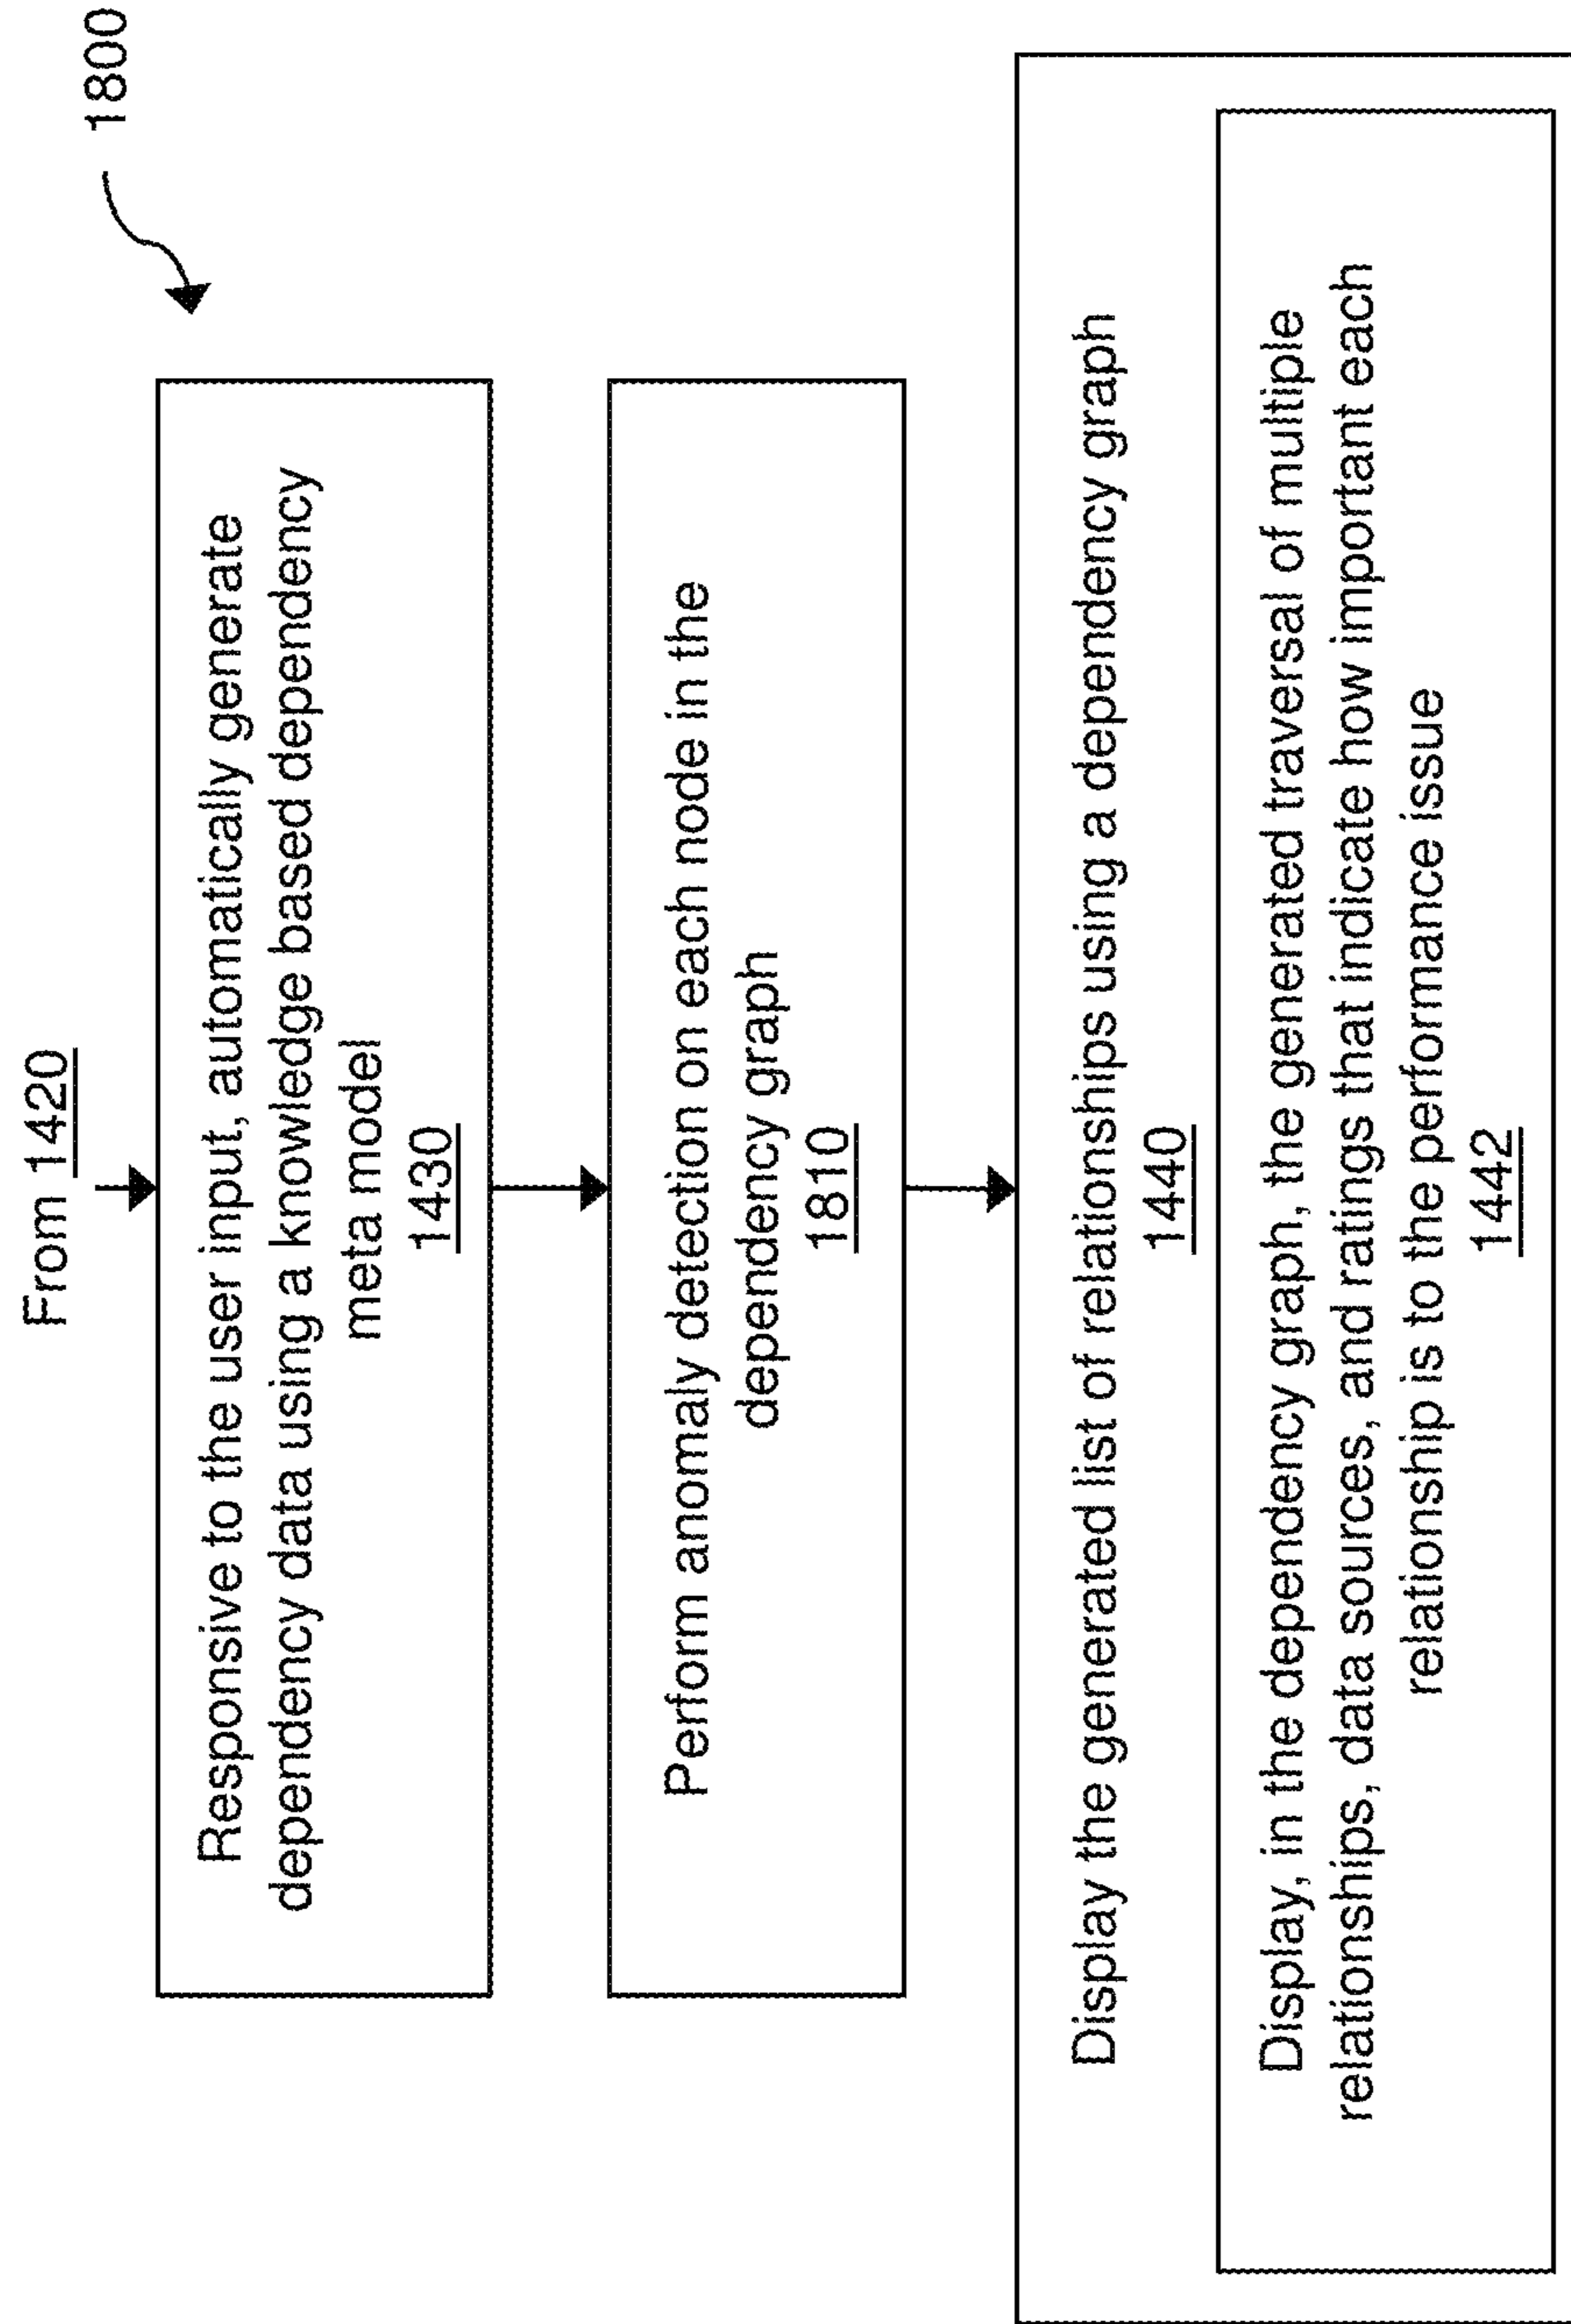 1800
From 1420
Responsive to the user input, automatically generate
dependency data using a knowledge based dependency
meta model
1430
Perform anomaly detection on each node in the
dependency graph
1810
Display the generated list of relationships using a dependency graph
1440
Display, in the dependency graph, the generated traversal of multiple
relationships, data sources, and ratings that indicate how important each
relationship is to the performance issue
1442